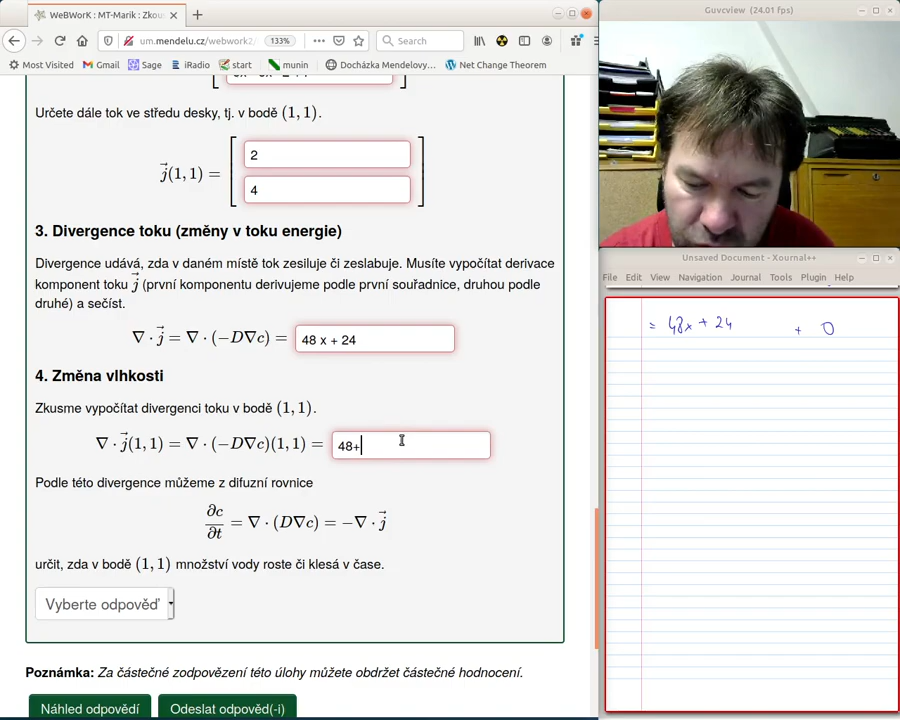 WeBWorK : MT-Marik : Zkou
Guvcview (24.01 fps)
um.mendelu.cz/webwork2
133%
Search
Most Visited Gmail Sage iRadio start munin Docházka Mendelovy... Net Change Theorem
Určete dále tok ve středu desky, tj. v bodě (1, 1).
j⃗(1, 1) =
2
4
3. Divergence toku (změny v toku energie)
Divergence udává, zda v daném místě tok zesiluje či zeslabuje. Musíte vypočítat derivace
komponent toku j⃗ (první komponentu derivujeme podle první souřadnice, druhou podle
druhé) a sečíst.
∇ · j⃗ = ∇ · (−D∇c) = 48 x + 24
4. Změna vlhkosti
Zkusme vypočítat divergenci toku v bodě (1, 1).
∇ · j⃗(1, 1) = ∇ · (−D∇c)(1, 1) = 48+
Podle této divergence můžeme z difuzní rovnice
∂c/∂t = ∇ · (D∇c) = −∇ · j⃗
určit, zda v bodě (1, 1) množství vody roste či klesá v čase.
Vyberte odpověď
Poznámka: Za částečné zodpovězení této úlohy můžete obdržet částečné hodnocení.
Náhled odpovědí Odeslat odpověď(-i)
Unsaved Document - Xournal++
File Edit View Navigation Journal Tools Plugin Help
= 48x + 24 + 0